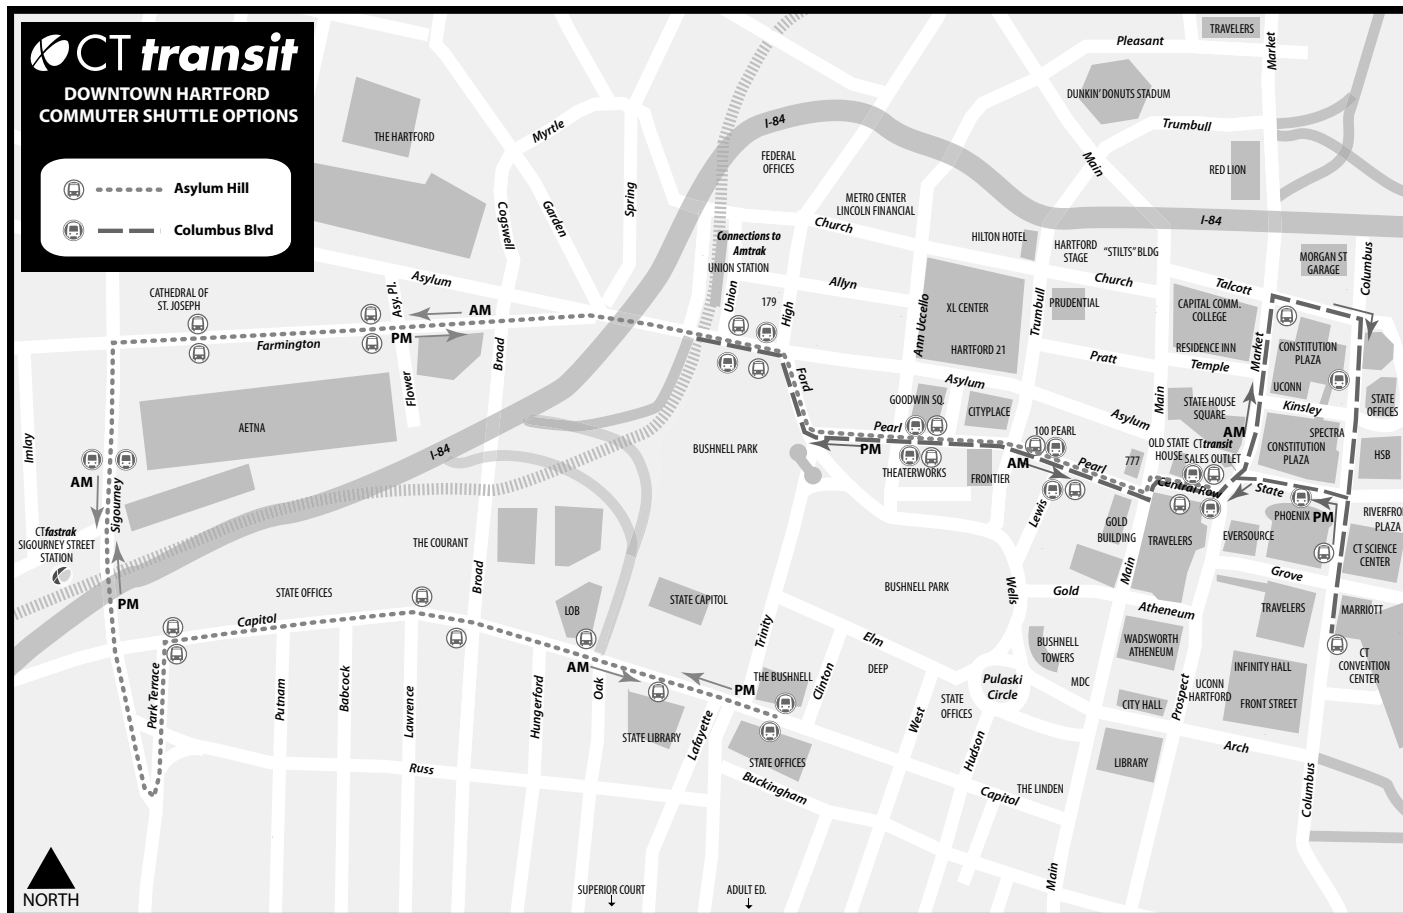 CT transit
DOWNTOWN HARTFORD
COMMUTER SHUTTLE OPTIONS
Asylum Hill
Columbus Blvd
TRAVELERS
Pleasant
Market
DUNKIN' DONUTS STADUM
Trumbull
Main
RED LION
I-84
THE HARTFORD
Myrtle
FEDERAL
OFFICES
Spring
Garden
Cogswell
METRO CENTER
LINCOLN FINANCIAL
Church
I-84
HILTON HOTEL
HARTFORD
STAGE
"STILTS" BLDG
MORGAN ST
GARAGE
Columbus
Connections to
Amtrak
UNION STATION
Asylum
Union
179
High
Allyn
Church
Talcott
CATHEDRAL OF
ST. JOSEPH
Asy. Pl.
AM
PM
Farmington
Broad
Flower
Ann Uccello
XL CENTER
HARTFORD 21
Trumbull
PRUDENTIAL
CAPITAL COMM.
COLLEGE
RESIDENCE INN
Market
CONSTITUTION
PLAZA
UCONN
Pratt
Temple
Ford
Asylum
GOODWIN SQ.
CITYPLACE
Asylum
Main
STATE HOUSE
SQUARE
Kinsley
STATE
OFFICES
AETNA
Imlay
I-84
BUSHNELL PARK
Pearl
PM
THEATERWORKS
FRONTIER
100 PEARL
AM
Pearl
777
OLD STATE
HOUSE
CTtransit
SALES OUTLET
AM
CONSTITUTION
PLAZA
SPECTRA
HSB
Central Row
State
PHOENIX
PM
RIVERFRO
PLAZA
AM
Sigourney
CTfastrak
SIGOURNEY STREET
STATION
PM
THE COURANT
Lewis
GOLD
BUILDING
TRAVELERS
EVERSOURCE
CT SCIENCE
CENTER
Grove
STATE OFFICES
Capitol
Broad
LOB
STATE CAPITOL
BUSHNELL PARK
Wells
Gold
Main
Atheneum
TRAVELERS
MARRIOTT
Trinity
Elm
BUSHNELL
TOWERS
WADSWORTH
ATHENEUM
CT
CONVENTION
CENTER
AM
PM
THE BUSHNELL
Clinton
DEEP
Pulaski
Circle
MDC
UCONN
HARTFORD
INFINITY HALL
FRONT STREET
Park Terrace
Putnam
Babcock
Lawrence
Hungerford
Oak
STATE LIBRARY
Lafayette
STATE OFFICES
West
STATE
OFFICES
CITY HALL
Prospect
Arch
Russ
Buckingham
Hudson
Capitol
THE LINDEN
LIBRARY
Columbus
Main
NORTH
SUPERIOR COURT
ADULT ED.